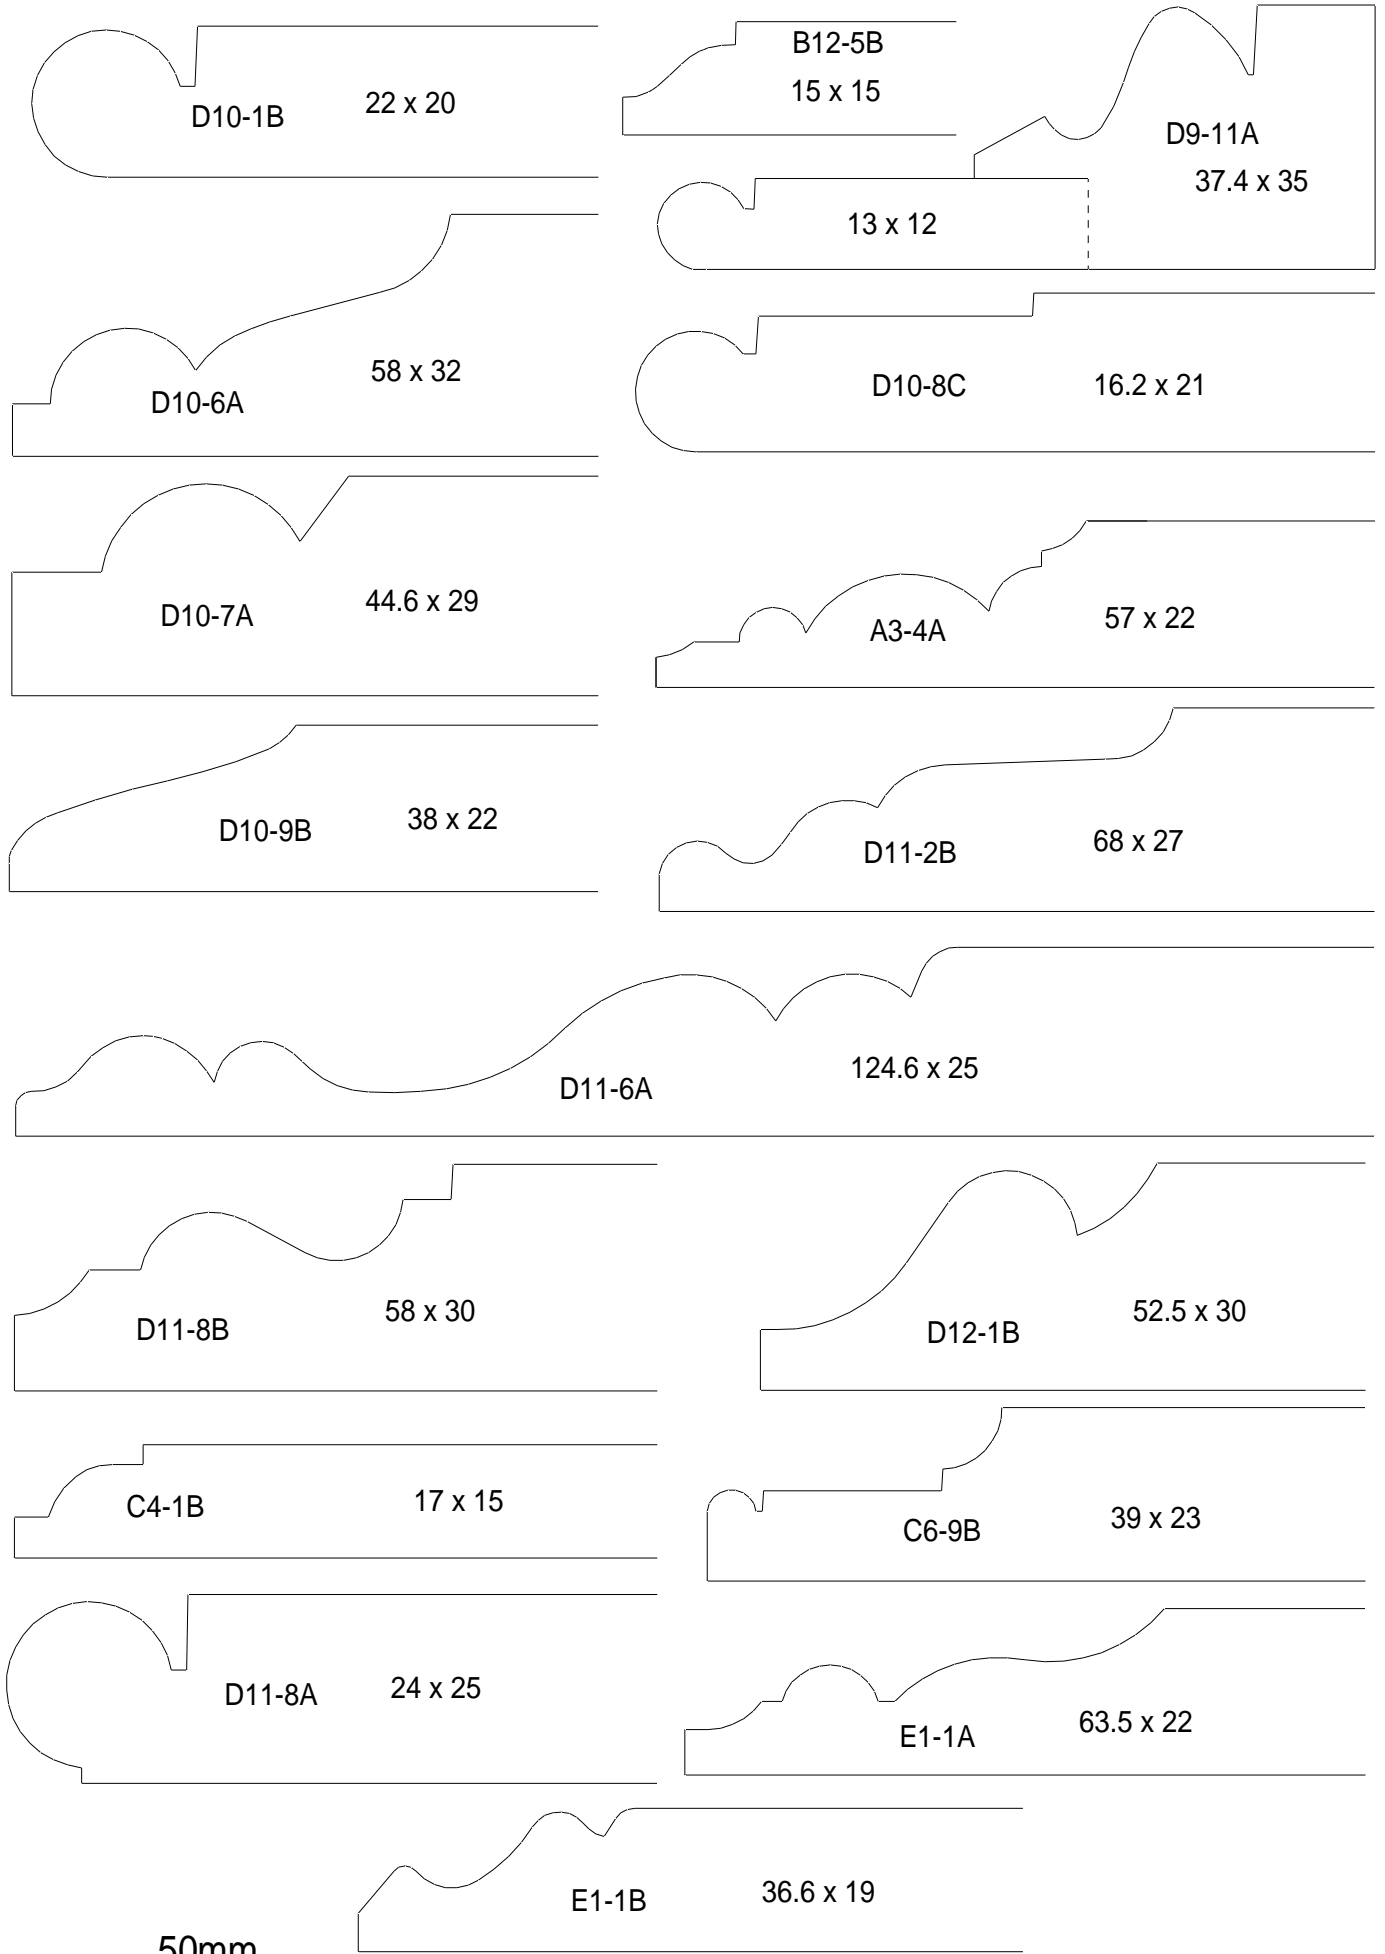 D10-1B
22 x 20
B12-5B
15 x 15
D9-11A
37.4 x 35
13 x 12
D10-6A
58 x 32
D10-8C
16.2 x 21
D10-7A
44.6 x 29
A3-4A
57 x 22
D10-9B
38 x 22
D11-2B
68 x 27
D11-6A
124.6 x 25
D11-8B
58 x 30
D12-1B
52.5 x 30
C4-1B
17 x 15
C6-9B
39 x 23
D11-8A
24 x 25
E1-1A
63.5 x 22
E1-1B
36.6 x 19
50mm